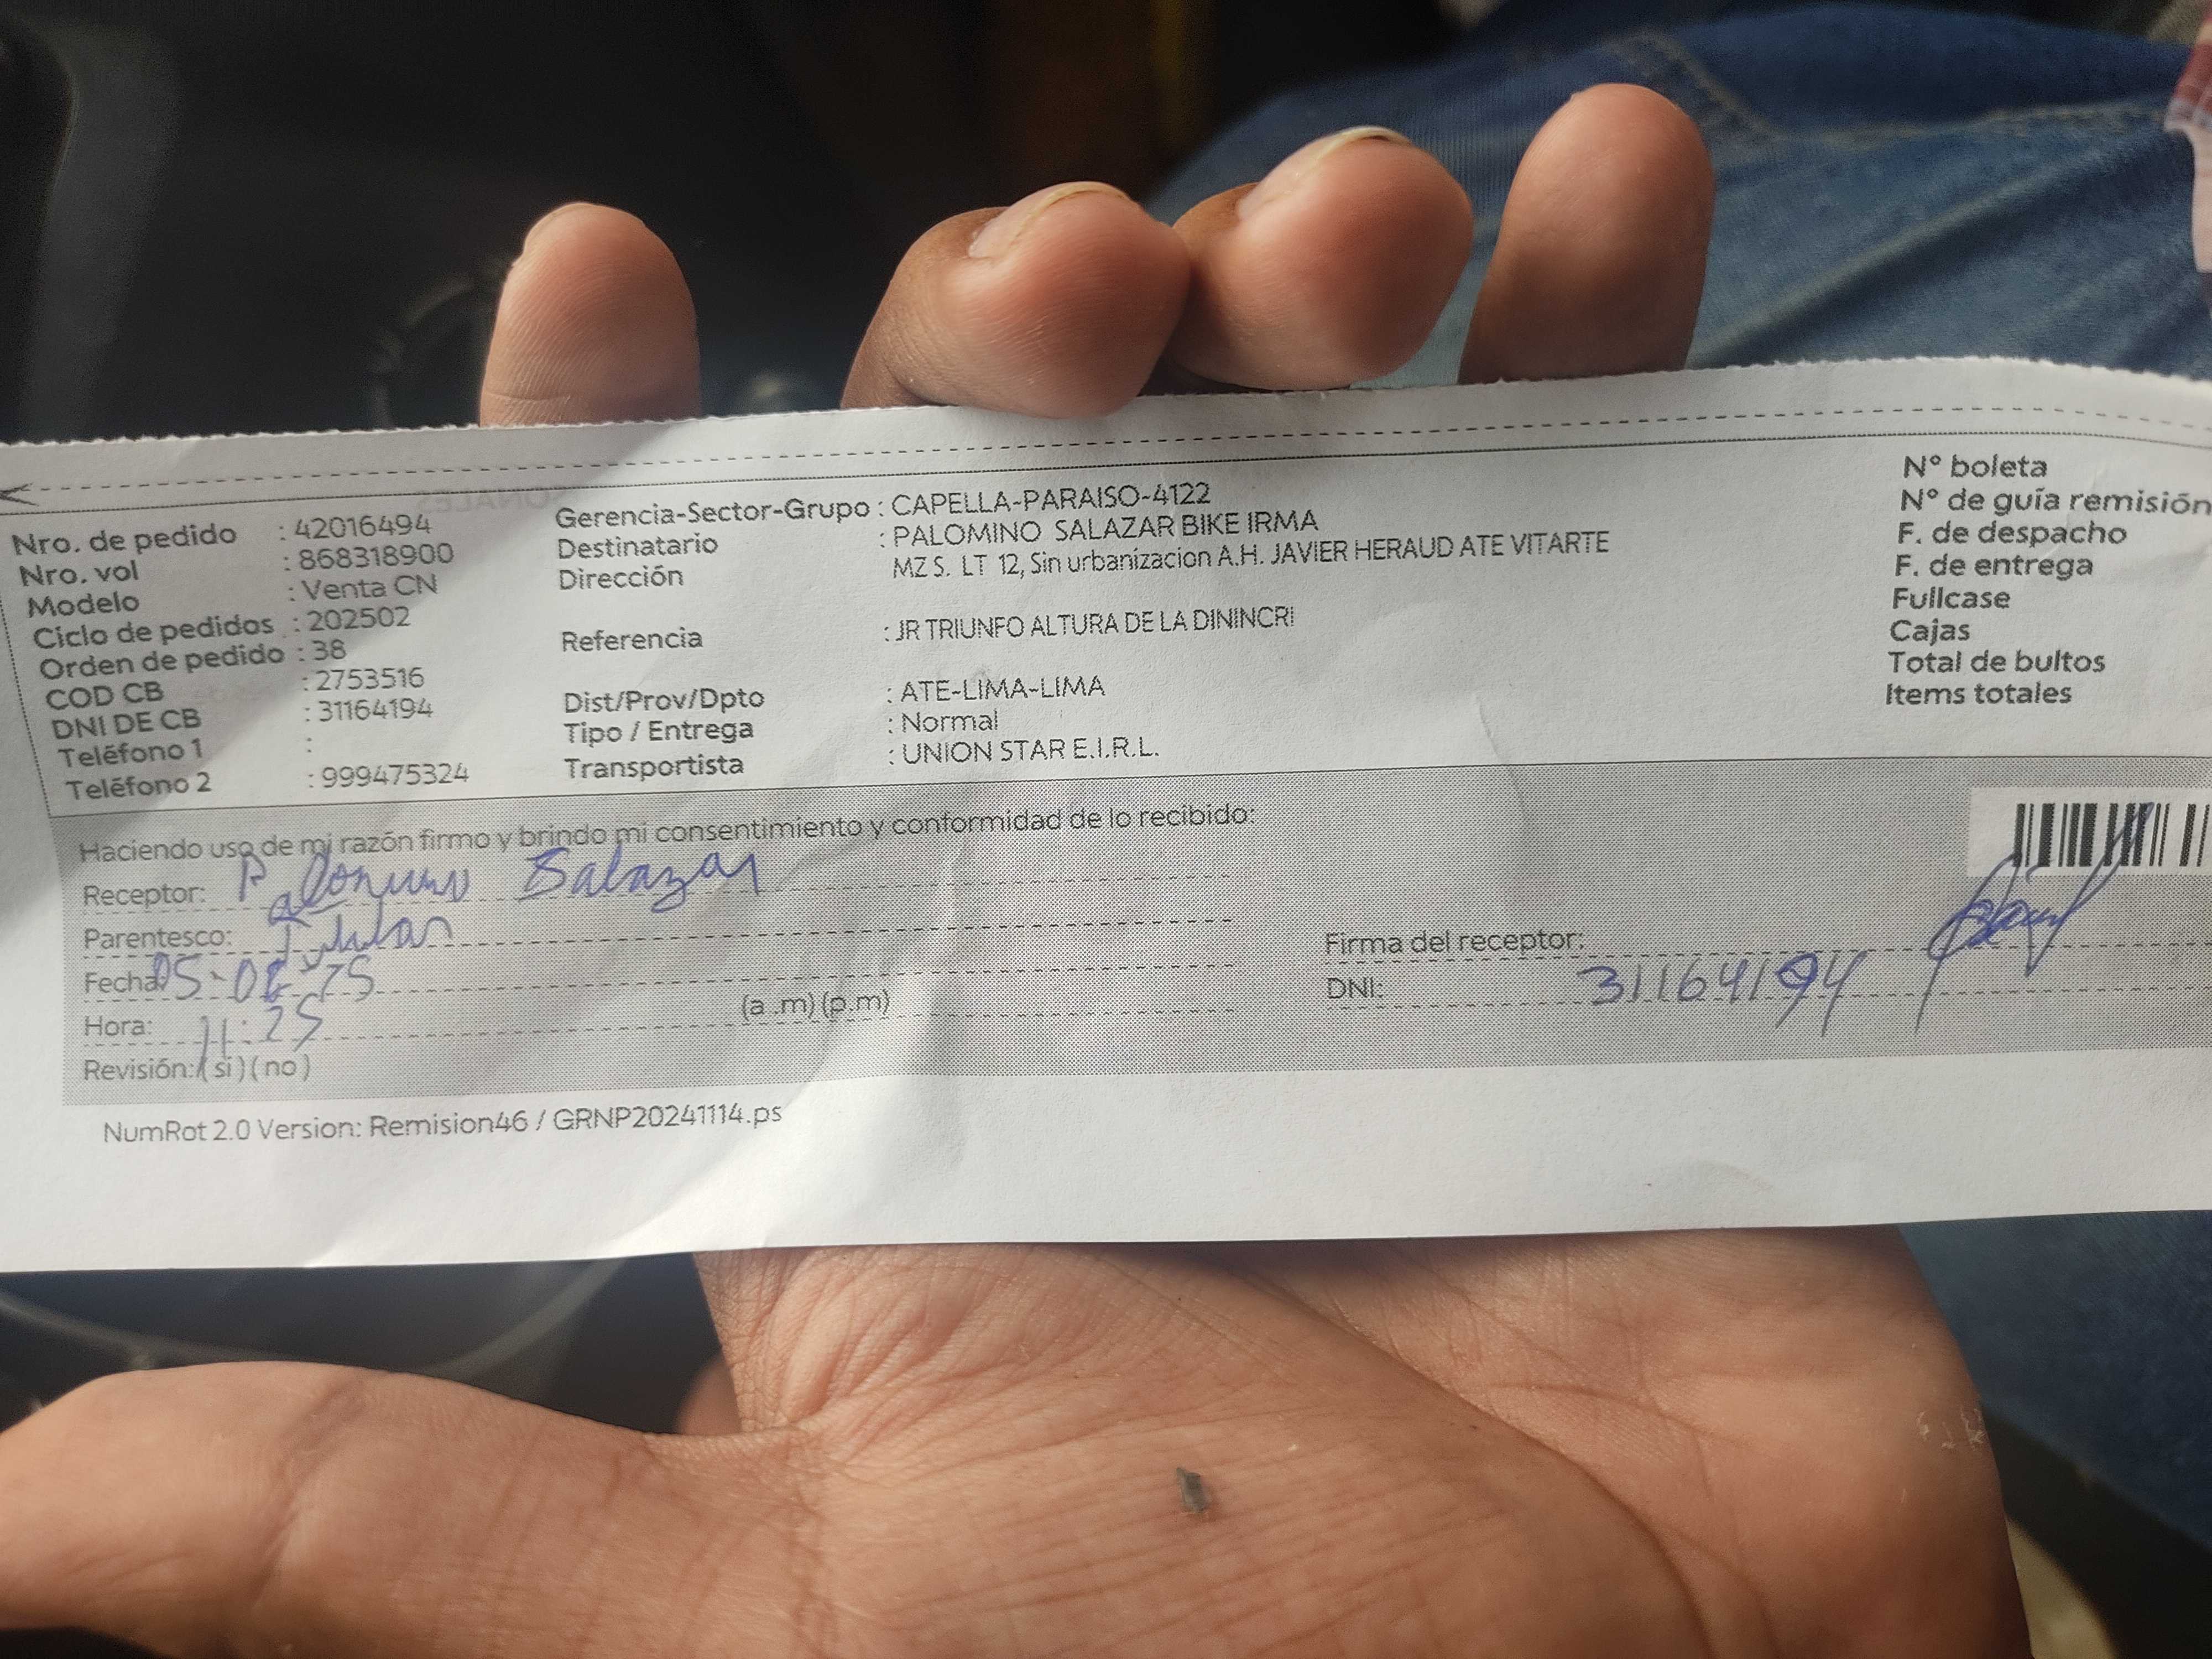 Nro. de pedido : 42016494
Nro. vol : 868318900
Modelo : Venta CN
Ciclo de pedidos : 202502
Orden de pedido : 38
COD CB : 2753516
DNI DE CB : 31164194
Teléfono 1 :
Teléfono 2 : 999475324
Gerencia-Sector-Grupo : CAPELLA-PARAISO-4122
Destinatario : PALOMINO SALAZAR BIKE IRMA
Dirección MZ S. LT 12, Sin urbanizacion A.H. JAVIER HERAUD ATE VITARTE
Referencia : JR TRIUNFO ALTURA DE LA DININCRI
Dist/Prov/Dpto : ATE-LIMA-LIMA
Tipo / Entrega : Normal
Transportista : UNION STAR E.I.R.L.
N° boleta
N° de guía remisión
F. de despacho
F. de entrega
Fullcase
Cajas
Total de bultos
Items totales
Haciendo uso de mi razón firmo y brindo mi consentimiento y conformidad de lo recibido:
Receptor: Palomino Salazar
Parentesco: Titular
Fecha:
Hora: 11:25 (a .m) (p.m)
Revisión: ( si ) ( no )
Firma del receptor:
DNI: 31164194
NumRot 2.0 Version: Remision46 / GRNP20241114.ps